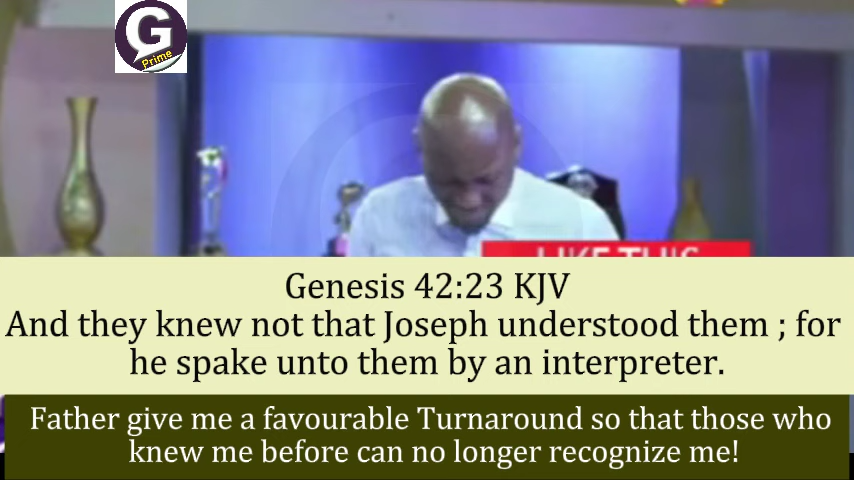 G
Prime
LIKE THIS
Genesis 42:23 KJV
And they knew not that Joseph understood them ; for
he spake unto them by an interpreter.
Father give me a favourable Turnaround so that those who
knew me before can no longer recognize me!